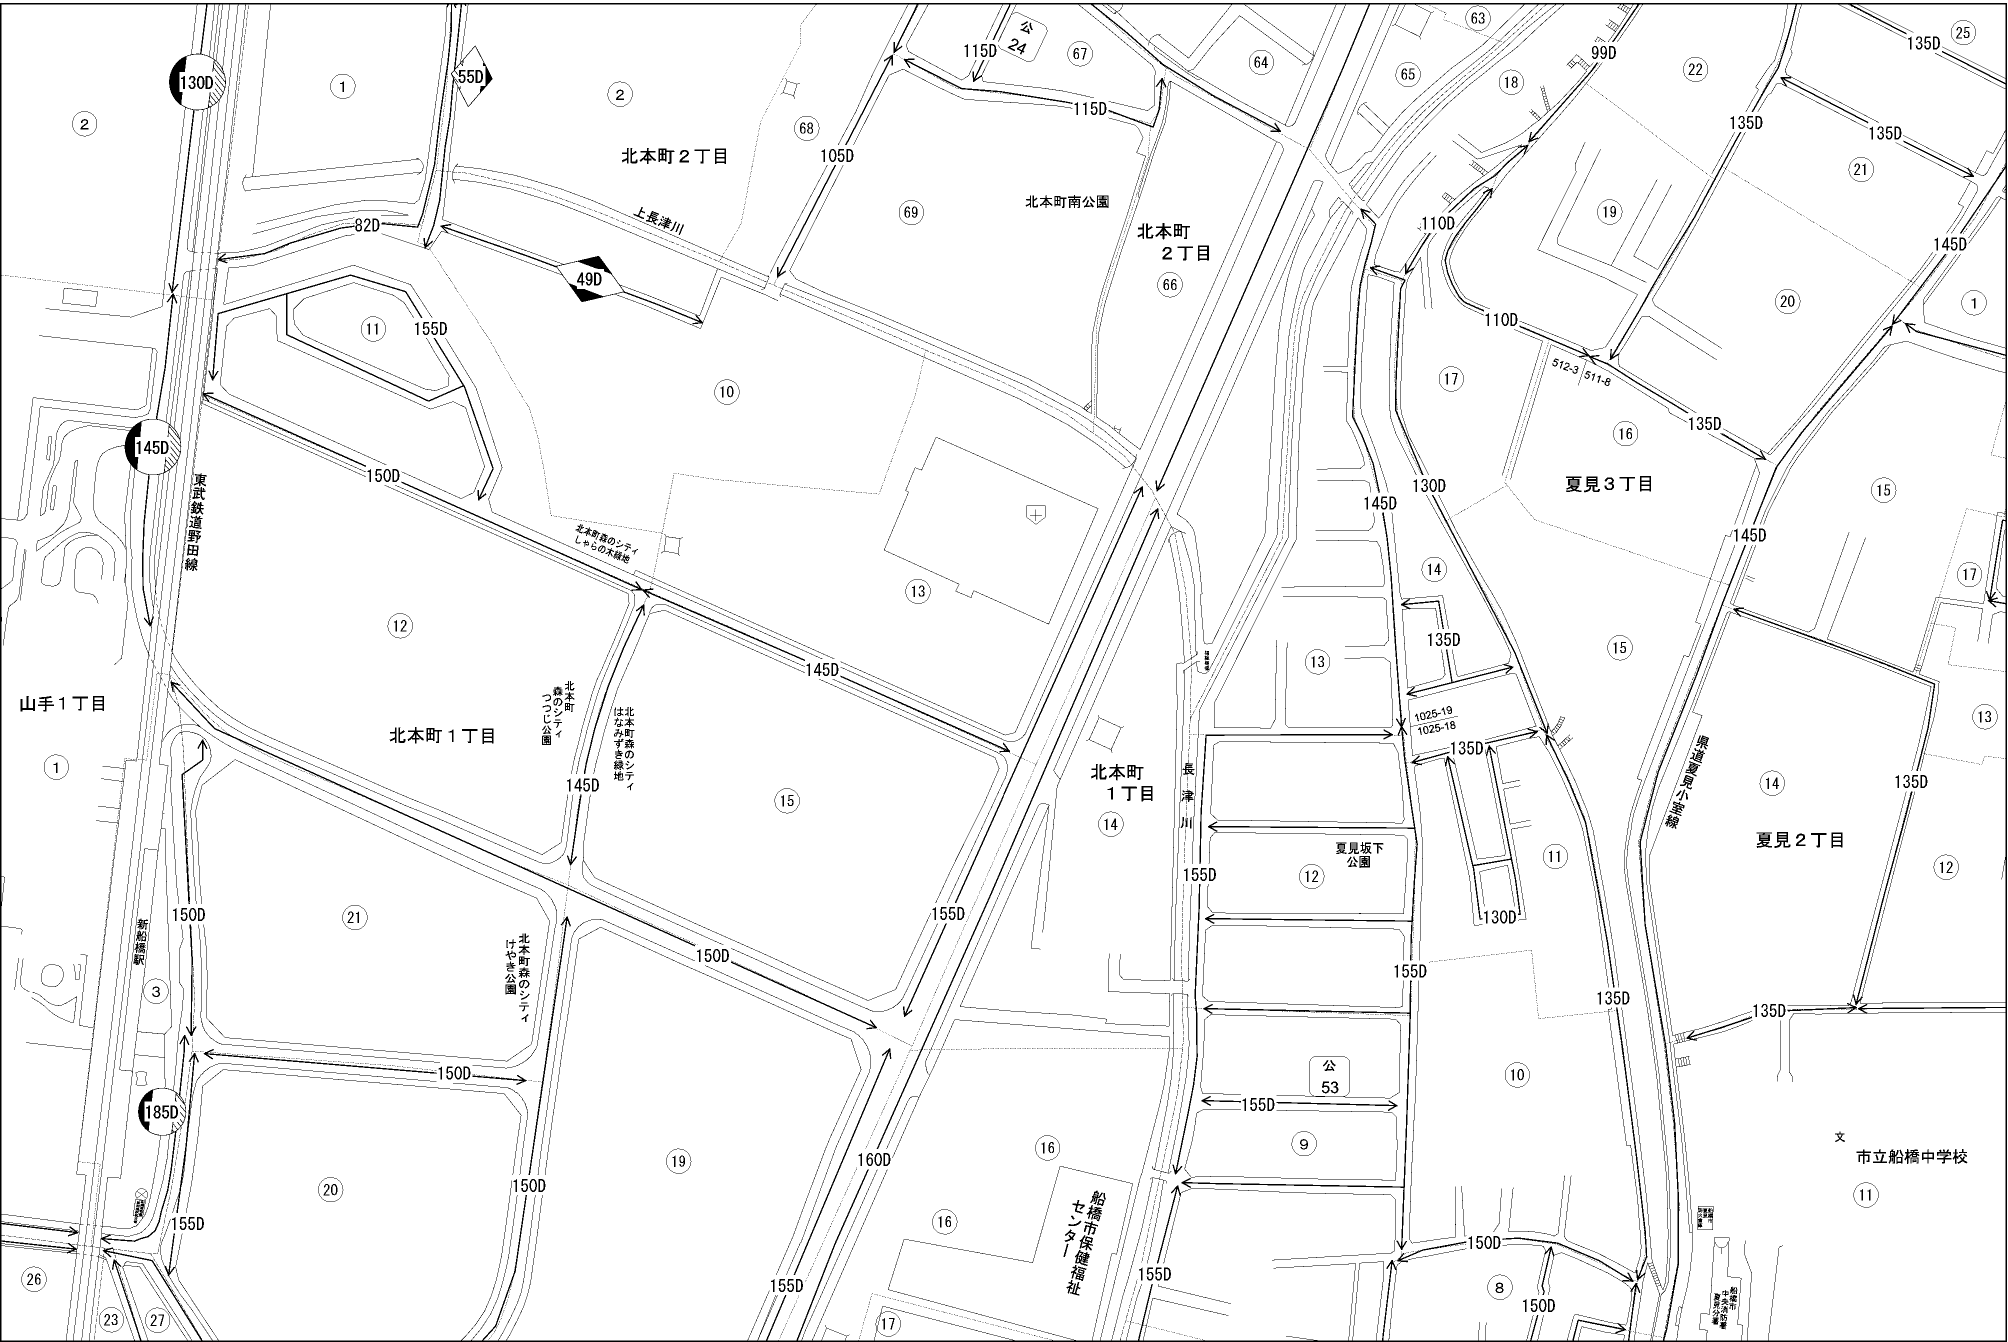 公
24
67
115D
64
63
65
18
99D
22
135D
25
130D
1
55D
2
2
68
115D
135D
135D
21
北本町２丁目
105D
69
北本町南公園
北本町
２丁目
66
上長津川
82D
49D
19
110D
145D
20
1
11
155D
10
110D
512-3
511-8
17
16
135D
夏見３丁目
15
145D
150D
東武鉄道野田線
145D
130D
145D
北本町森のシティ
しゃらの木緑地
13
14
17
12
145D
135D
13
15
山手１丁目
北本町１丁目
北本町
森のシティ
つつじ公園
北本町森のシティ
はなみずき緑地
1025-19
1025-18
135D
県道夏見小室線
13
1
145D
15
北本町
１丁目
14
長津川
14
135D
夏見２丁目
夏見坂下
公園
12
11
12
155D
130D
21
150D
新船橋駅
北本町森のシティ
けやき公園
155D
150D
155D
3
135D
135D
150D
公
53
10
185D
155D
9
16
文
市立船橋中学校
11
20
150D
19
160D
16
船橋市保健福祉
センター
155D
155D
155D
150D
8
150D
26
23
27
17
船橋市
中央消防署
夏見分署